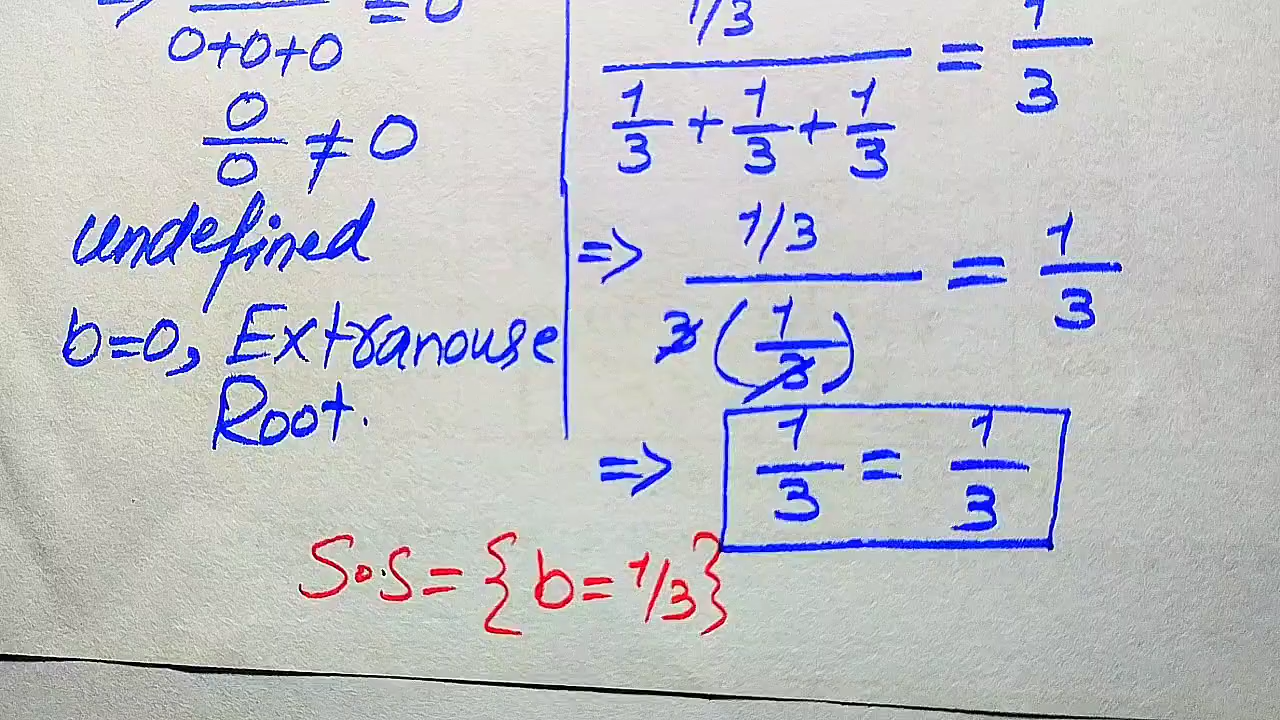 0+0+0
0/0 ≠ 0
undefined
b=0, Extranouse
Root.
(1/3)/(1/3 + 1/3 + 1/3) = 1/3
=> (1/3)/(3(1/3)) = 1/3
=> 1/3 = 1/3
S.S = {b = 1/3}